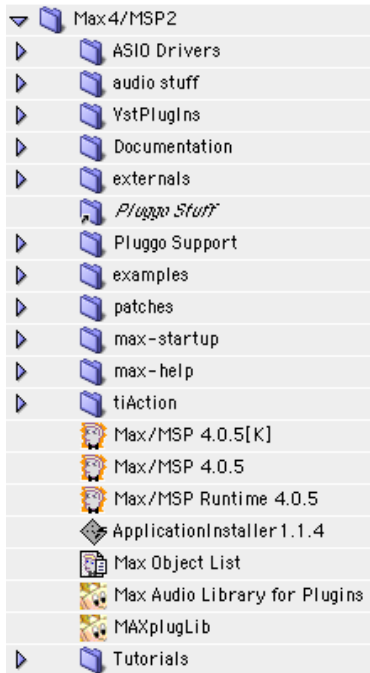 Max4/MSP2
ASIO Drivers
audio stuff
VstPlugIns
Documentation
externals
Pluggo Stuff
Pluggo Support
examples
patches
max-startup
max-help
tiAction
Max/MSP 4.0.5[K]
Max/MSP 4.0.5
Max/MSP Runtime 4.0.5
ApplicationInstaller1.1.4
Max Object List
Max Audio Library for Plugins
MAXplugLib
Tutorials